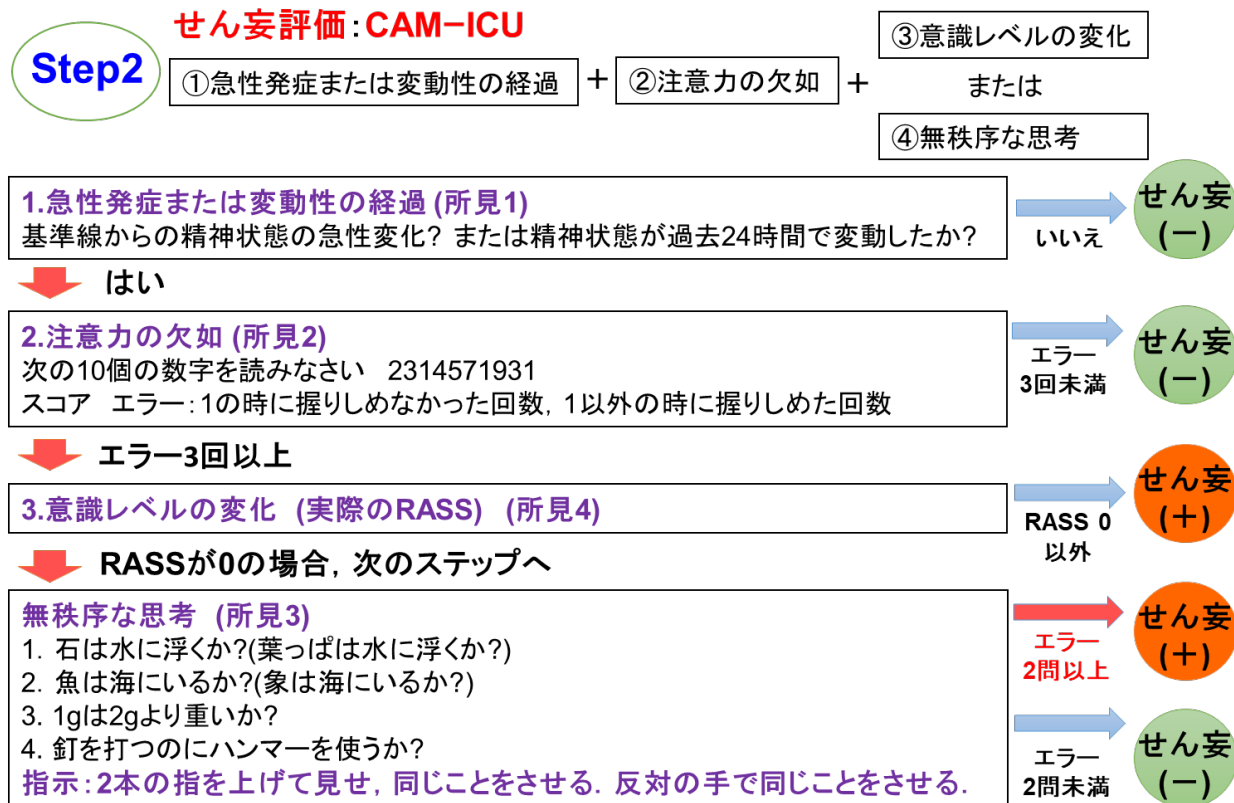 せん妄評価：CAM-ICU
Step2
①急性発症または変動性の経過 + ②注意力の欠如 +
③意識レベルの変化
または
④無秩序な思考
1.急性発症または変動性の経過 (所見1)
基準線からの精神状態の急性変化? または精神状態が過去24時間で変動したか?
いいえ
せん妄
(－)
はい
2.注意力の欠如 (所見2)
次の10個の数字を読みなさい 2314571931
スコア エラー：1の時に握りしめなかった回数, 1以外の時に握りしめた回数
エラー
3回未満
せん妄
(－)
エラー3回以上
3.意識レベルの変化 (実際のRASS) (所見4)
RASS 0
以外
せん妄
(＋)
RASSが0の場合, 次のステップへ
無秩序な思考 (所見3)
1. 石は水に浮くか?(葉っぱは水に浮くか?)
2. 魚は海にいるか?(象は海にいるか?)
3. 1gは2gより重いか?
4. 釘を打つのにハンマーを使うか?
指示：2本の指を上げて見せ, 同じことをさせる. 反対の手で同じことをさせる.
エラー
2問以上
せん妄
(＋)
エラー
2問未満
せん妄
(－)